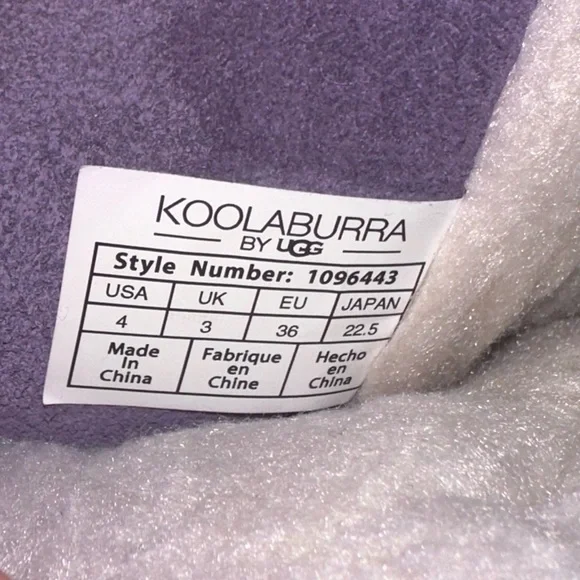 KOOLABURRA
BY UGG
Style Number: 1096443
USA UK EU JAPAN
4 3 36 22.5
Made Fabrique Hecho
In en en
China Chine China